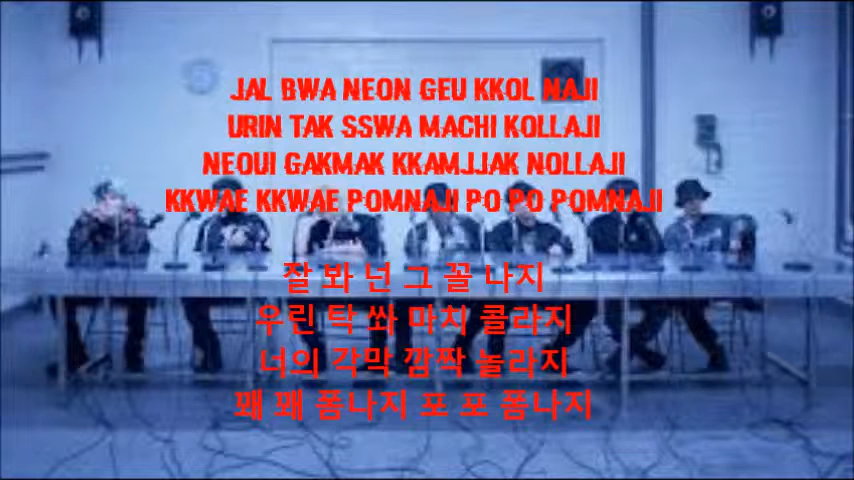 JAL BWA NEON GEU KKOL NAJI
URIN TAK SSWA MACHI KOLLAJI
NEOUI GAKMAK KKAMJJAK NOLLAJI
KKWAE KKWAE POMNAJI PO PO POMNAJI
잘 봐 넌 그 꼴 나지
우린 탁 쏴 마치 콜라지
너의 각막 깜짝 놀라지
꽤 꽤 폼나지 포 포 폼나지